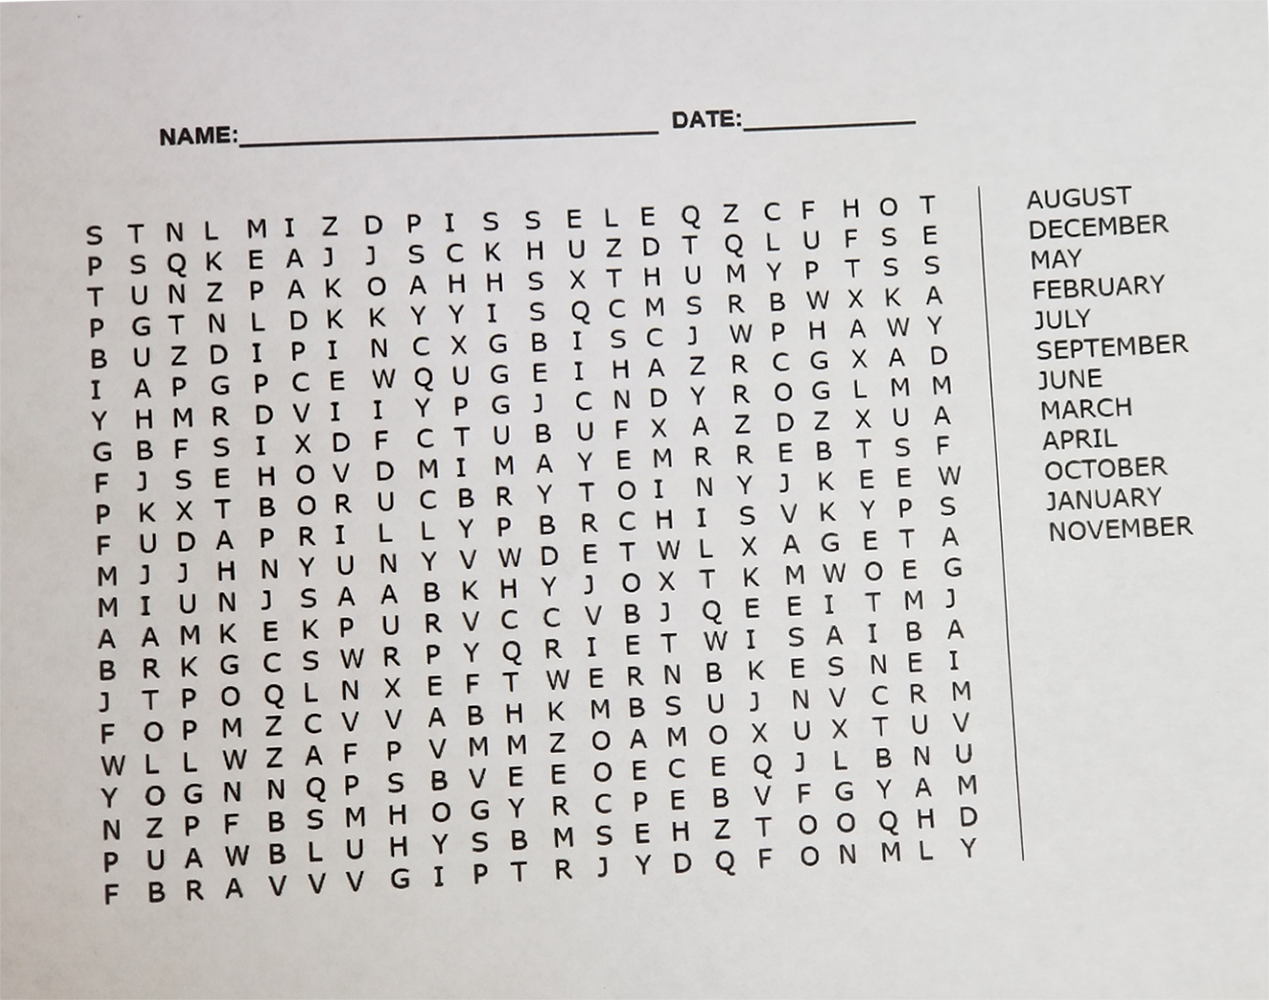 NAME:______________________________ DATE:____________
S T N L M I Z D P I S S E L E Q Z C F H O T
P S Q K E A J J S C K H U Z D T Q L U F S E
T U N Z P A K O A H H S X T H U M Y P T S S
P G T N L D K K Y Y I S Q C M S R B W X K A
B U Z D I P I N C X G B I S C J W P H A W Y
I A P G P C E W Q U G E I H A Z R C G X A D
Y H M R D V I I Y P G J C N D Y R O G L M M
G B F S I X D F C T U B U F X A Z D Z X U A
F J S E H O V D M I M A Y E M R R E B T S F
P K X T B O R U C B R Y T O I N Y J K E E W
F U D A P R I L L Y P B R C H I S V K Y P S
M J J H N Y U N Y V W D E T W L X A G E T A
M I U N J S A A B K H Y J O X T K M W O E G
A A M K E K P U R V C C V B J Q E E I T M J
B R K G C S W R P Y Q R I E T W I S A I B A
J T P O Q L N X E F T W E R N B K E S N E I
F O P M Z C V V A B H K M B S U J N V C R M
W L L W Z A F P V M M Z O A M O X U X T U V
Y O G N N Q P S B V E E O E C E Q J L B N U
N Z P F B S M H O G Y R C P E B V F G Y A M
P U A W B L U H Y S B M S E H Z T O O Q H D
F B R A V V V G I P T R J Y D Q F O N M L Y
AUGUST
DECEMBER
MAY
FEBRUARY
JULY
SEPTEMBER
JUNE
MARCH
APRIL
OCTOBER
JANUARY
NOVEMBER